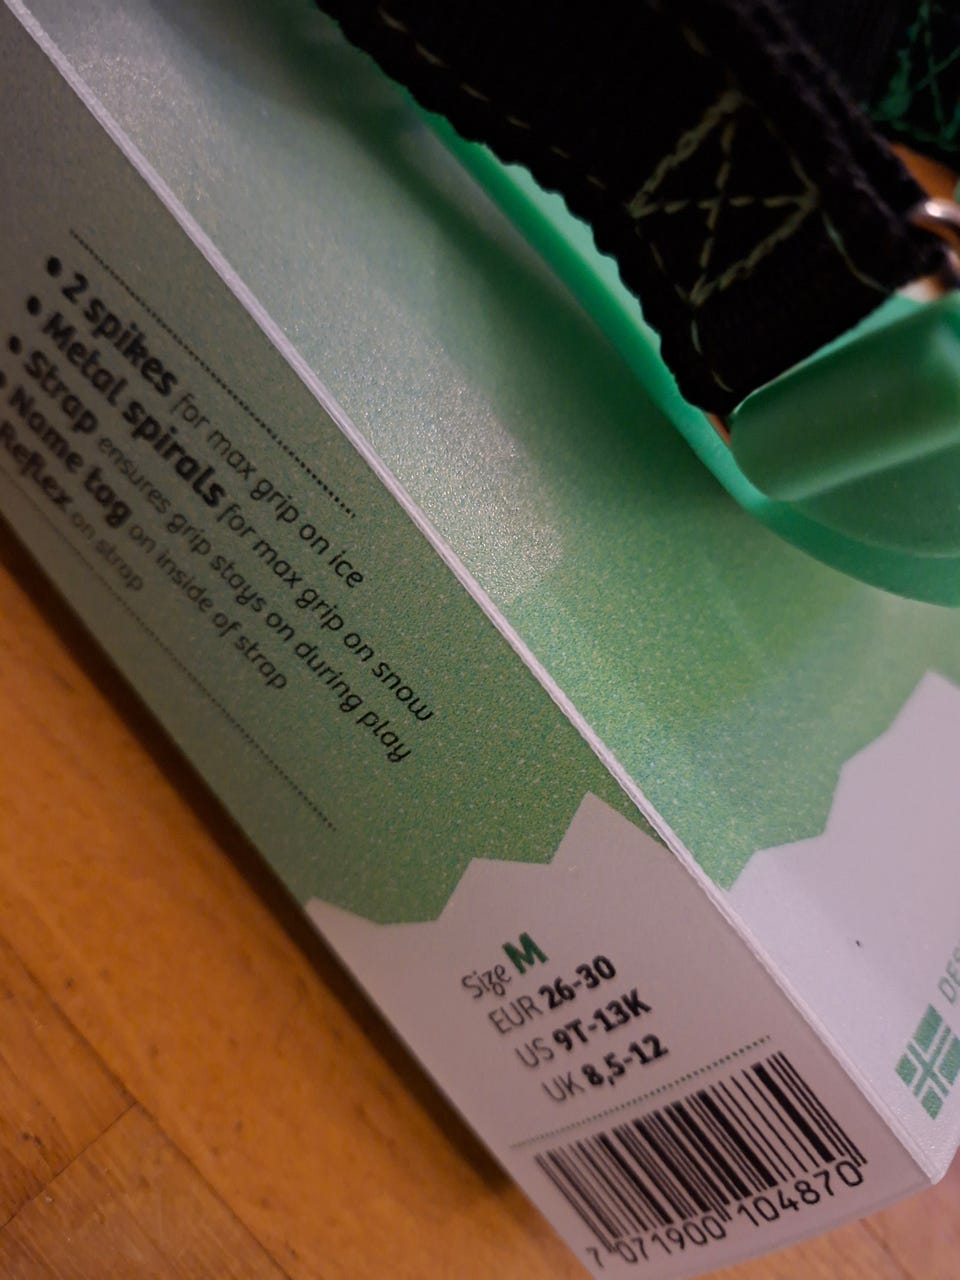 • 2 spikes for max grip on ice
• Metal spirals for max grip on snow
• Strap ensures grip stays on during play
• Name tag on inside of strap
Reflex on strap
Size M
EUR 26-30
US 9T-13K
UK 8,5-12
7 071900 104870
DES